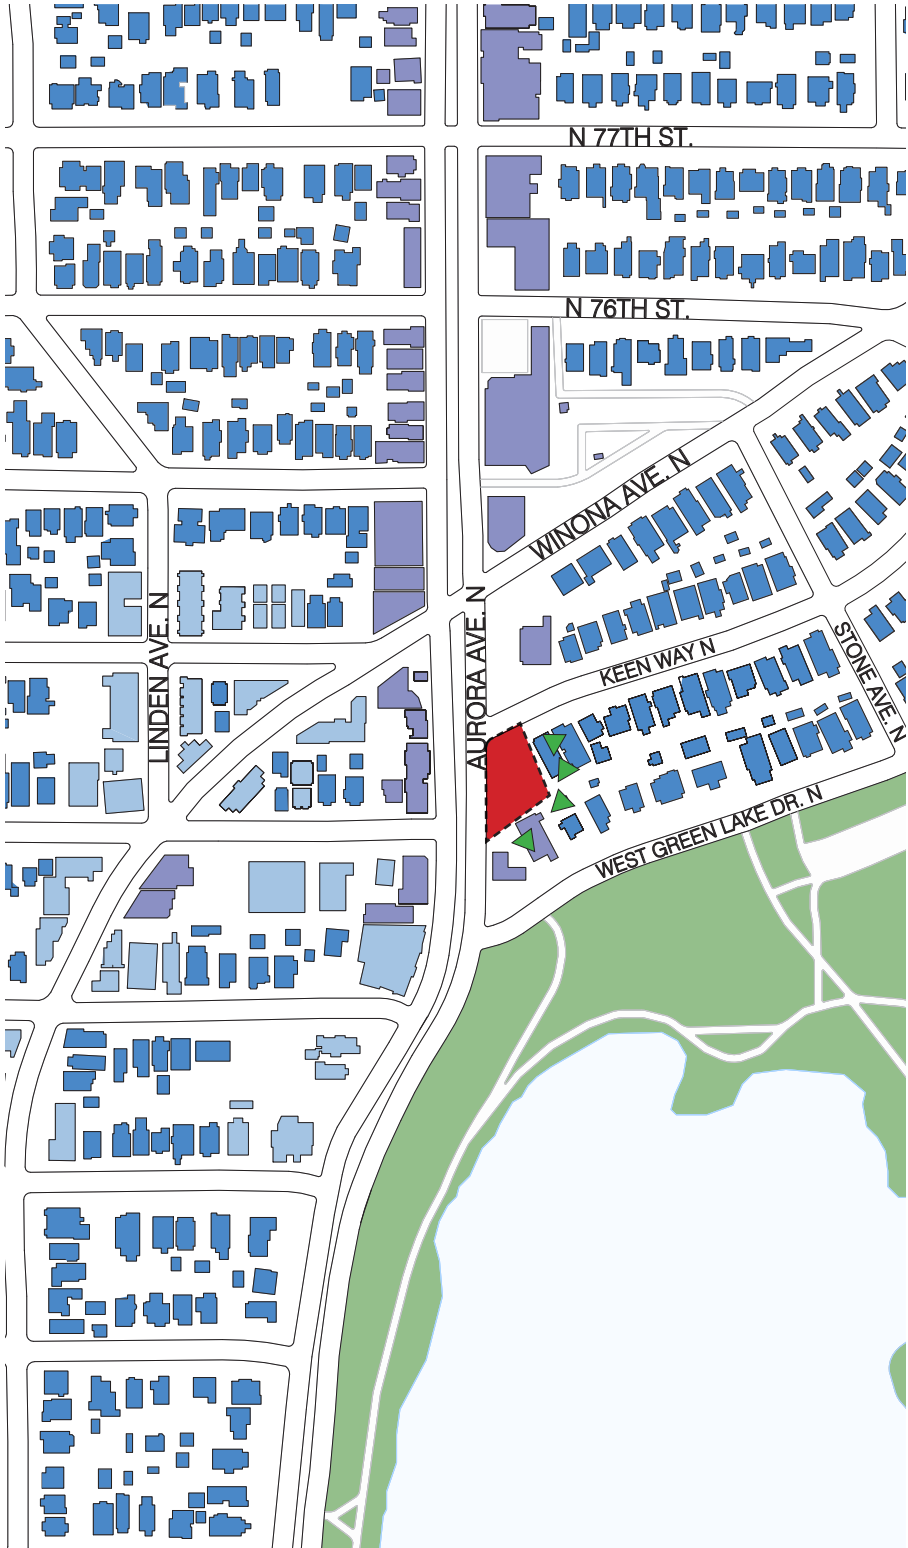 N 77TH ST.
N 76TH ST.
WINONA AVE. N
AURORA AVE. N
LINDEN AVE. N
KEEN WAY N
STONE AVE. N
WEST GREEN LAKE DR. N